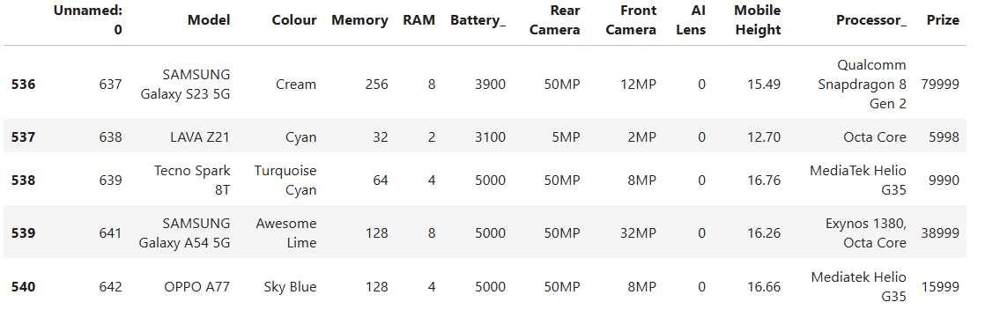 Unnamed: 0 Model Colour Memory RAM Battery_ Rear Camera Front Camera AI Lens Mobile Height Processor_ Prize
536 637 SAMSUNG Galaxy S23 5G Cream 256 8 3900 50MP 12MP 0 15.49 Qualcomm Snapdragon 8 Gen 2 79999
537 638 LAVA Z21 Cyan 32 2 3100 5MP 2MP 0 12.70 Octa Core 5998
538 639 Tecno Spark 8T Turquoise Cyan 64 4 5000 50MP 8MP 0 16.76 MediaTek Helio G35 9990
539 641 SAMSUNG Galaxy A54 5G Awesome Lime 128 8 5000 50MP 32MP 0 16.26 Exynos 1380, Octa Core 38999
540 642 OPPO A77 Sky Blue 128 4 5000 50MP 8MP 0 16.66 Mediatek Helio G35 15999